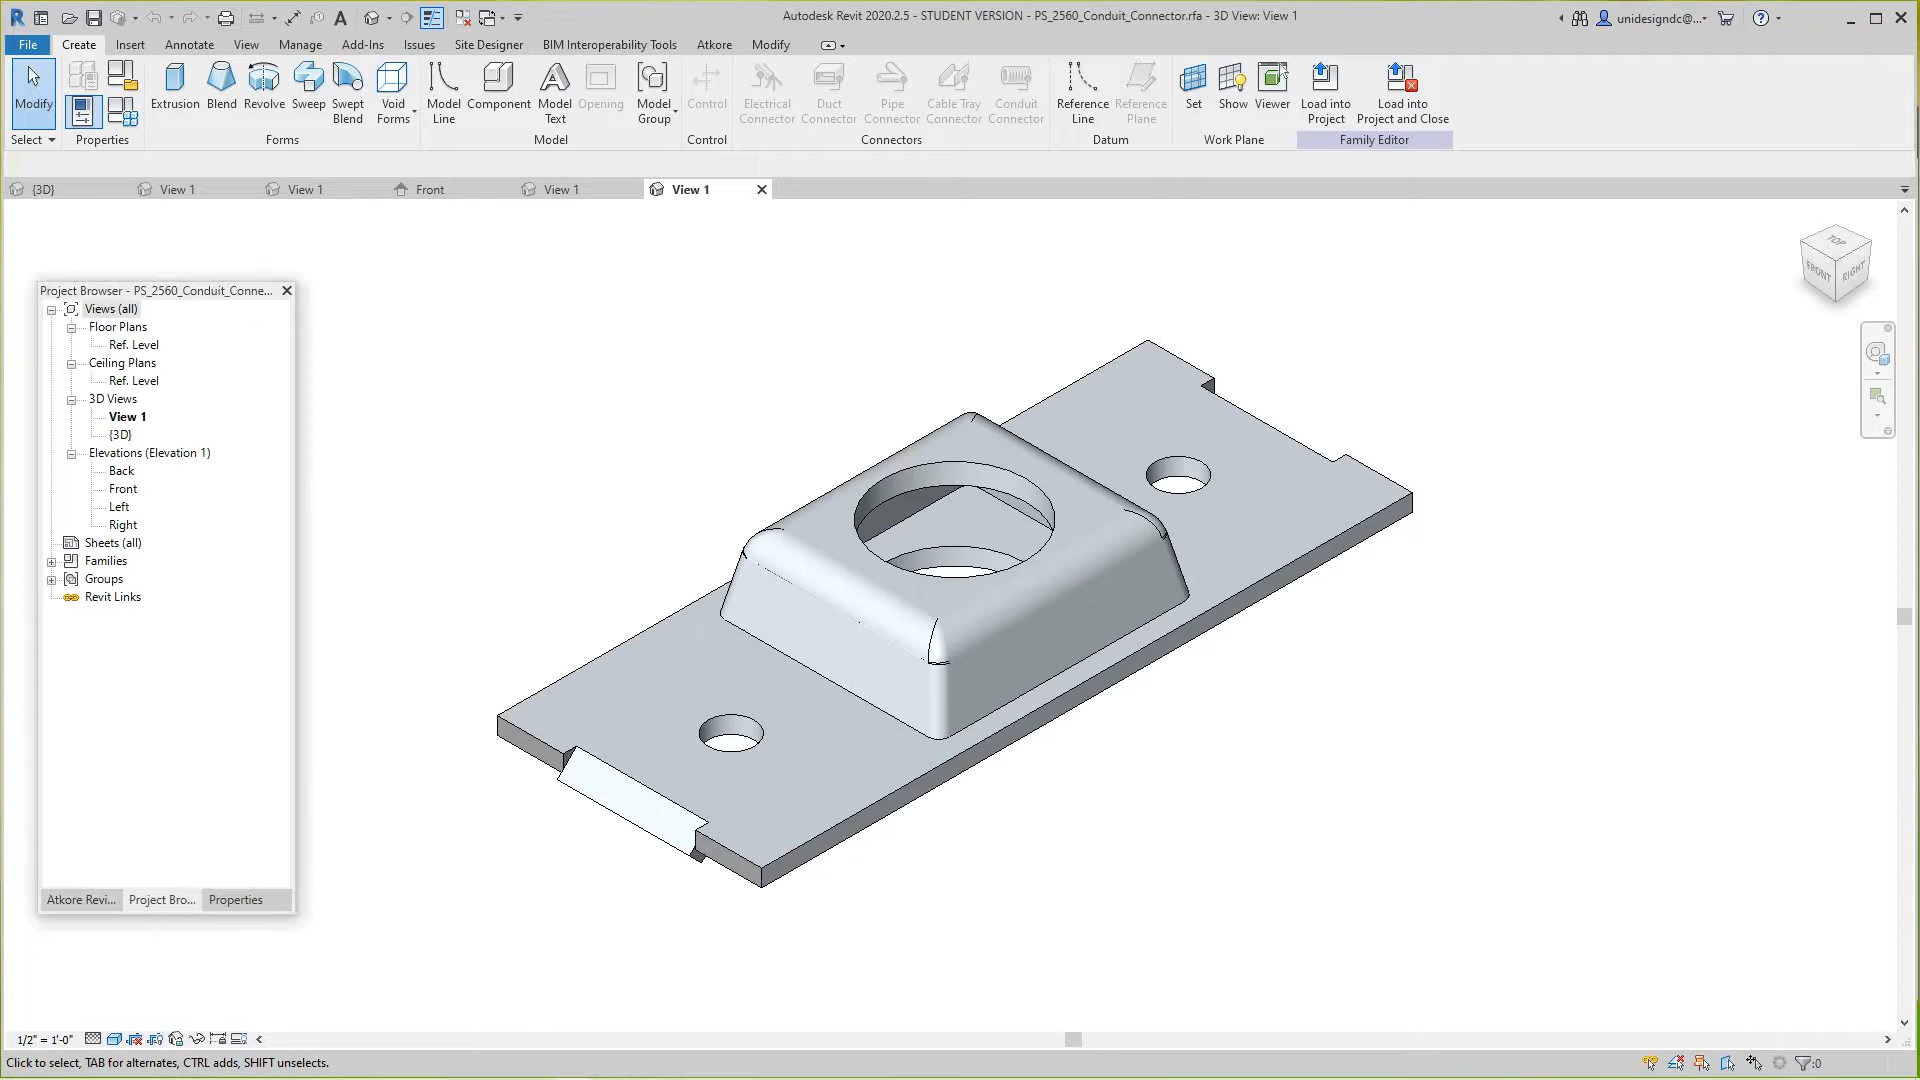 Autodesk Revit 2020.2.5 - STUDENT VERSION - PS_2560_Conduit_Connector.rfa - 3D View: View 1
unidesigndc@...
File Create Insert Annotate View Manage Add-Ins Issues Site Designer BIM Interoperability Tools Atkore Modify
Modify
Extrusion Blend Revolve Sweep Swept Blend Void Forms
Model Line Component Model Text Opening Model Group
Control
Electrical Connector Duct Connector Pipe Connector Cable Tray Connector Conduit Connector
Reference Line Reference Plane
Set Show Viewer
Load into Project Load into Project and Close
Select Properties Forms Model Control Connectors Datum Work Plane Family Editor
{3D} View 1 View 1 Front View 1 View 1
TOP
FRONT RIGHT
Project Browser - PS_2560_Conduit_Conne...
Views (all)
Floor Plans
Ref. Level
Ceiling Plans
Ref. Level
3D Views
View 1
{3D}
Elevations (Elevation 1)
Back
Front
Left
Right
Sheets (all)
Families
Groups
Revit Links
Atkore Revi... Project Bro... Properties
1/2" = 1'-0"
Click to select, TAB for alternates, CTRL adds, SHIFT unselects.
:0